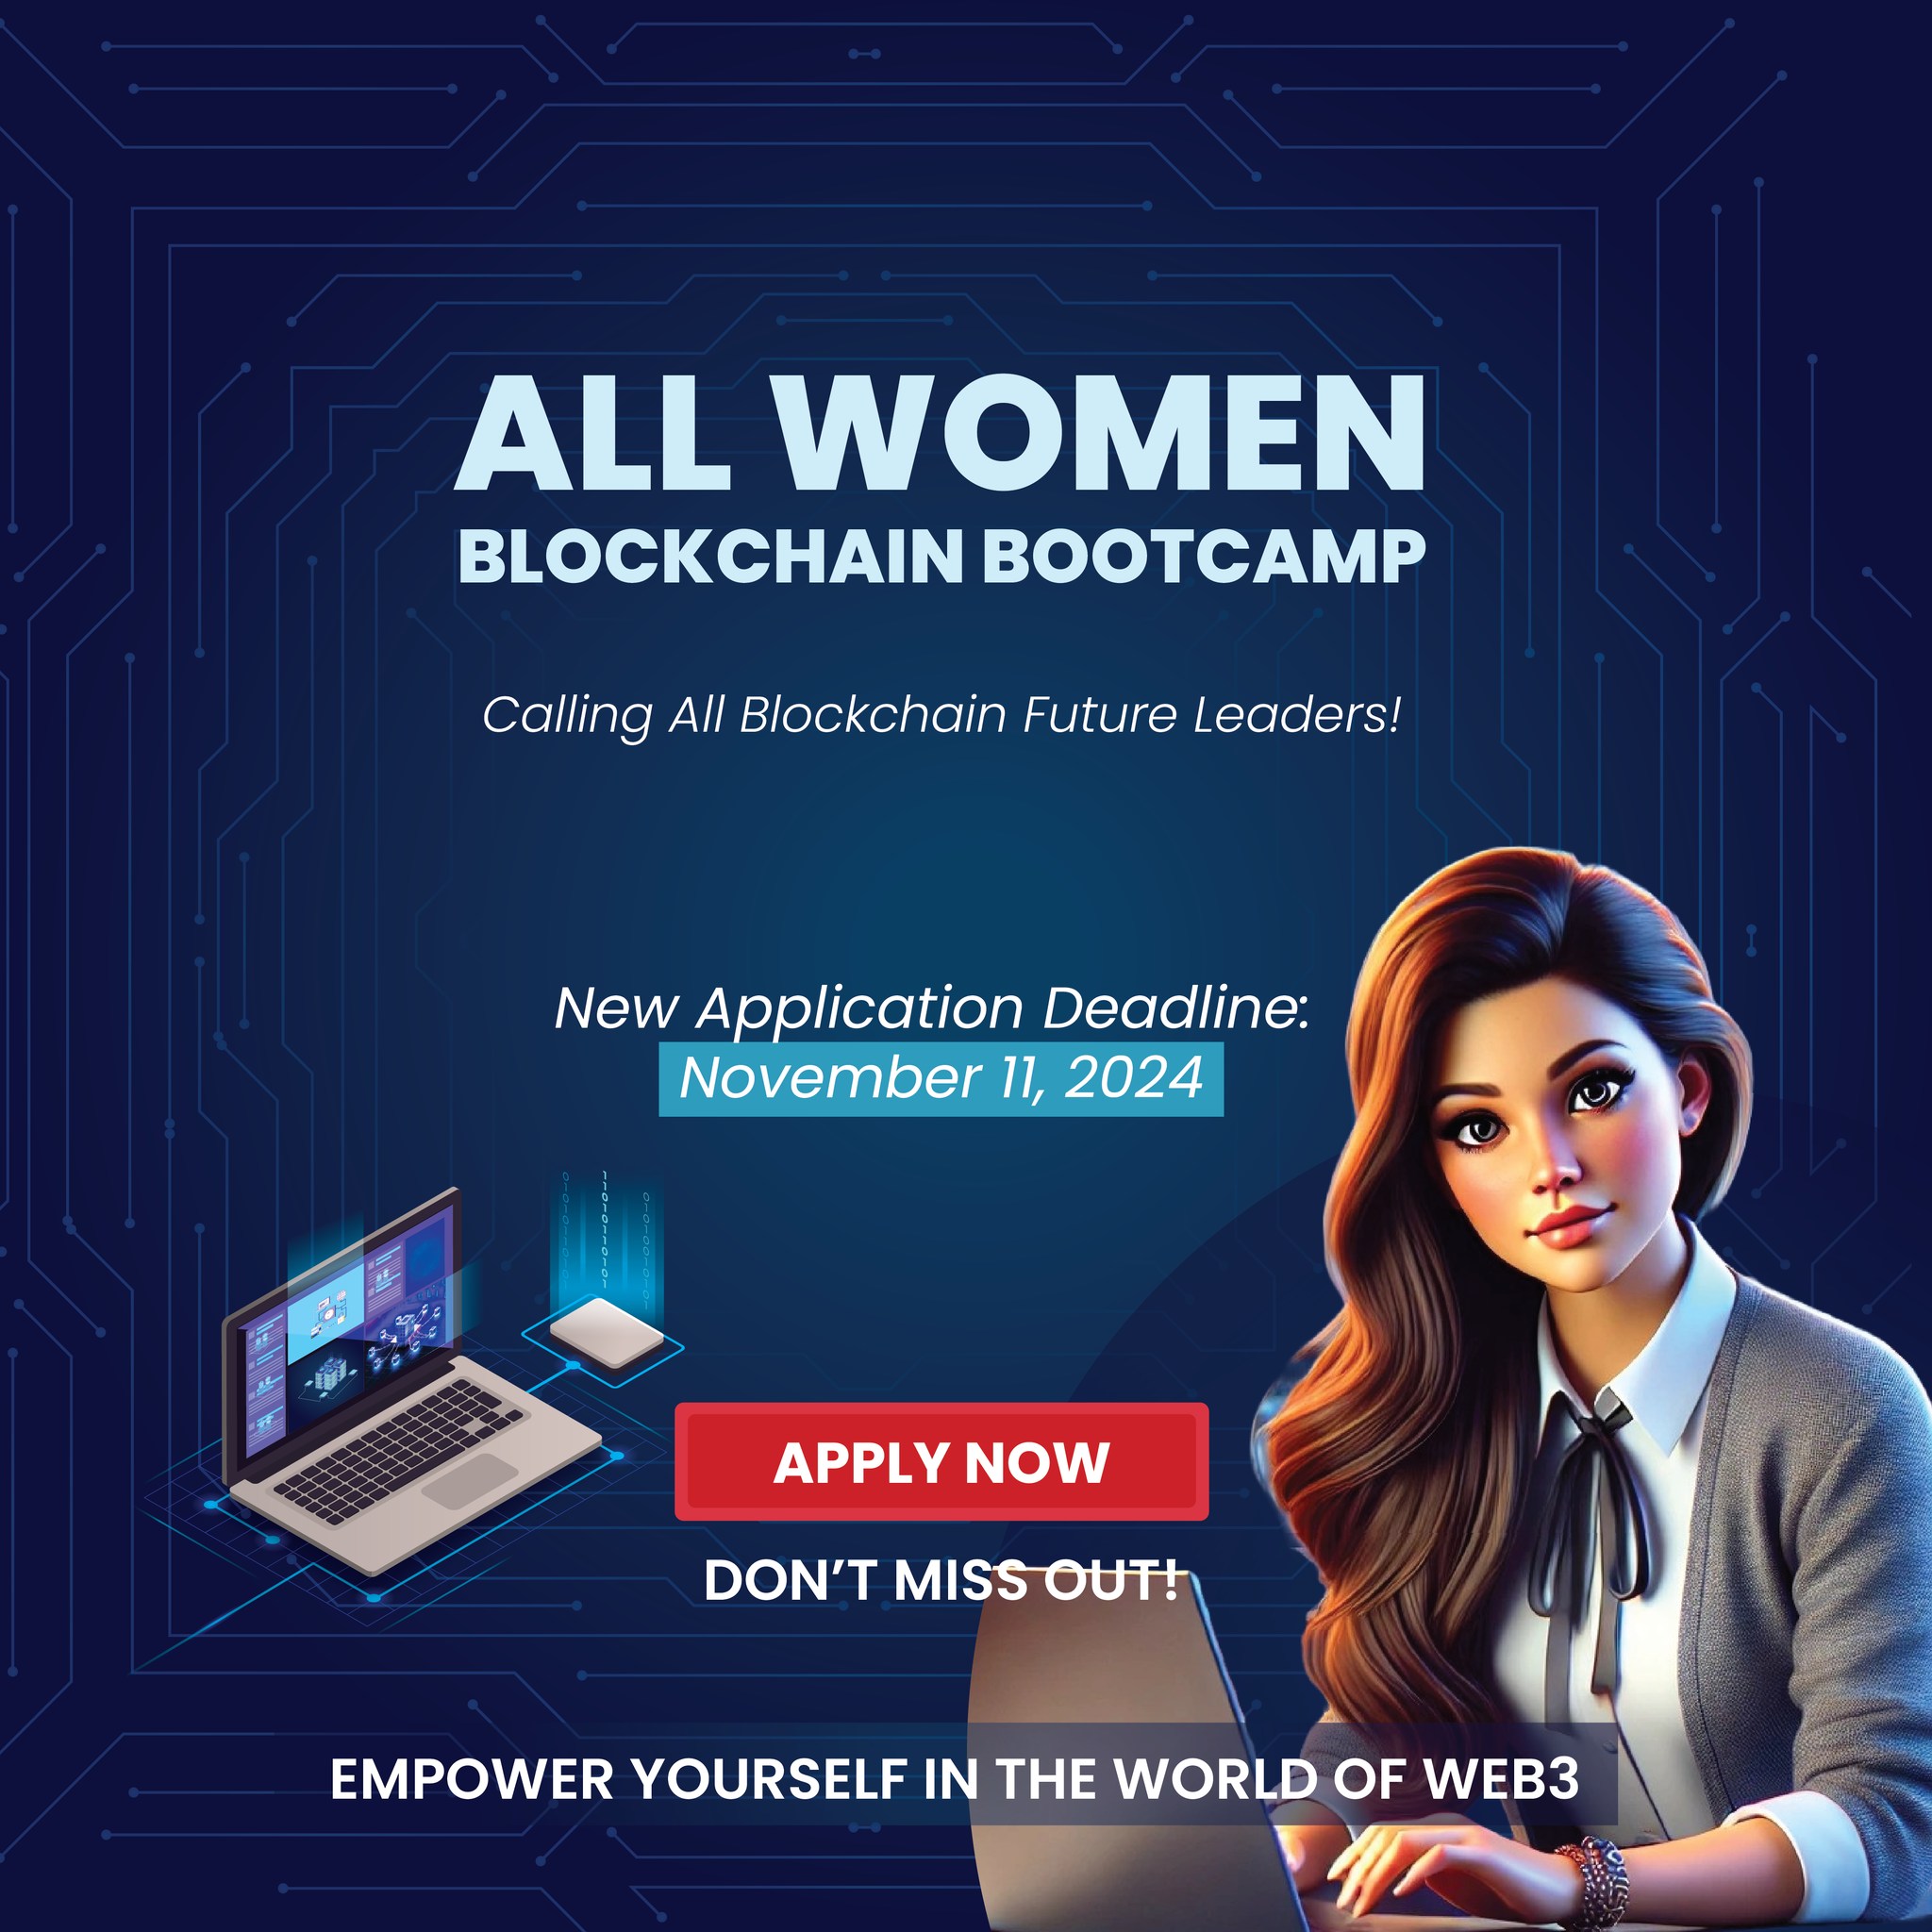 ALL WOMEN
BLOCKCHAIN BOOTCAMP
Calling All Blockchain Future Leaders!
New Application Deadline:
November 11, 2024
APPLY NOW
DON’T MISS OUT!
EMPOWER YOURSELF IN THE WORLD OF WEB3